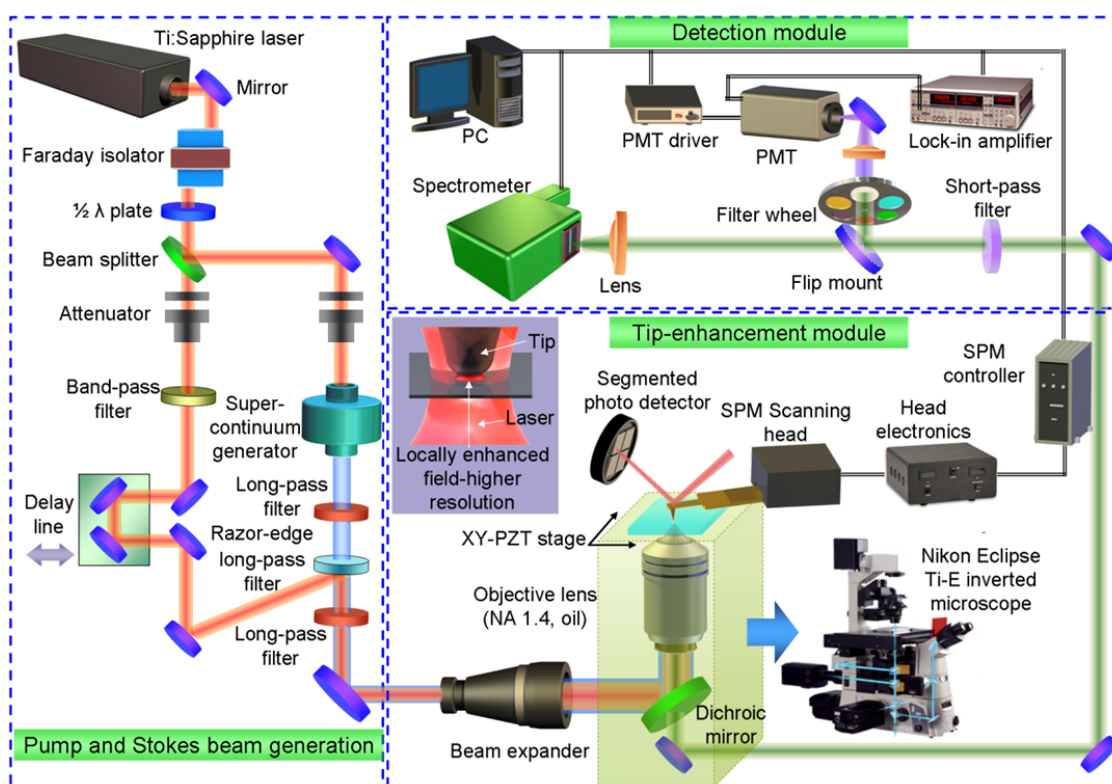 Ti:Sapphire laser
Mirror
Faraday isolator
½ λ plate
Beam splitter
Attenuator
Band-pass
filter
Super-
continuum
generator
Long-pass
filter
Delay
line
Razor-edge
long-pass
filter
Long-pass
filter
Pump and Stokes beam generation
Detection module
PC
PMT driver
PMT
Lock-in amplifier
Spectrometer
Lens
Filter wheel
Flip mount
Short-pass
filter
Tip-enhancement module
Tip
Laser
Locally enhanced
field-higher
resolution
Segmented
photo detector
SPM Scanning
head
Head
electronics
SPM
controller
XY-PZT stage
Objective lens
(NA 1.4, oil)
Nikon Eclipse
Ti-E inverted
microscope
Dichroic
mirror
Beam expander